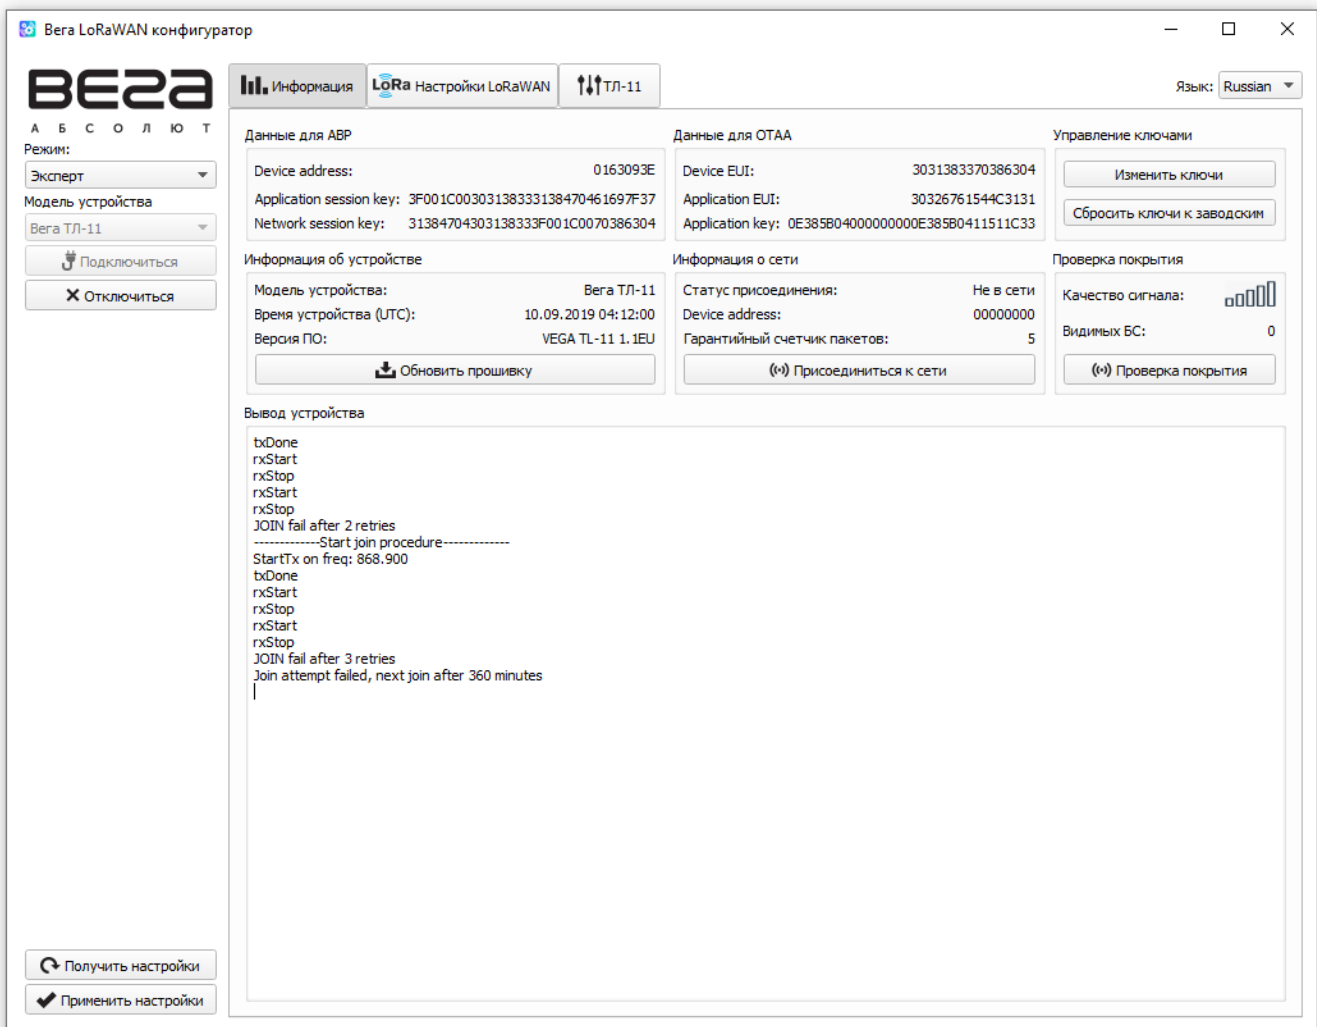 Вега LoRaWAN конфигуратор
ВЕГА
АБСОЛЮТ
Режим:
Эксперт
Модель устройства
Вега ТЛ-11
Подключиться
Отключиться
Информация
LoRa Настройки LoRaWAN
ТЛ-11
Язык: Russian
Данные для ABP
Device address: 0163093E
Application session key: 3F001C00303138333138470461697F37
Network session key: 31384704303138333F001C0070386304
Данные для OTAA
Device EUI: 3031383370386304
Application EUI: 30326761544C3131
Application key: 0E385B04000000000E385B0411511C33
Управление ключами
Изменить ключи
Сбросить ключи к заводским
Информация об устройстве
Модель устройства: Вега ТЛ-11
Время устройства (UTC): 10.09.2019 04:12:00
Версия ПО: VEGA TL-11 1.1EU
Обновить прошивку
Информация о сети
Статус присоединения: Не в сети
Device address: 00000000
Гарантийный счетчик пакетов: 5
Присоединиться к сети
Проверка покрытия
Качество сигнала:
Видимых БС: 0
Проверка покрытия
Вывод устройства
txDone
rxStart
rxStop
rxStart
rxStop
JOIN fail after 2 retries
-------------Start join procedure-------------
StartTx on freq: 868.900
txDone
rxStart
rxStop
rxStart
rxStop
JOIN fail after 3 retries
Join attempt failed, next join after 360 minutes
Получить настройки
Применить настройки